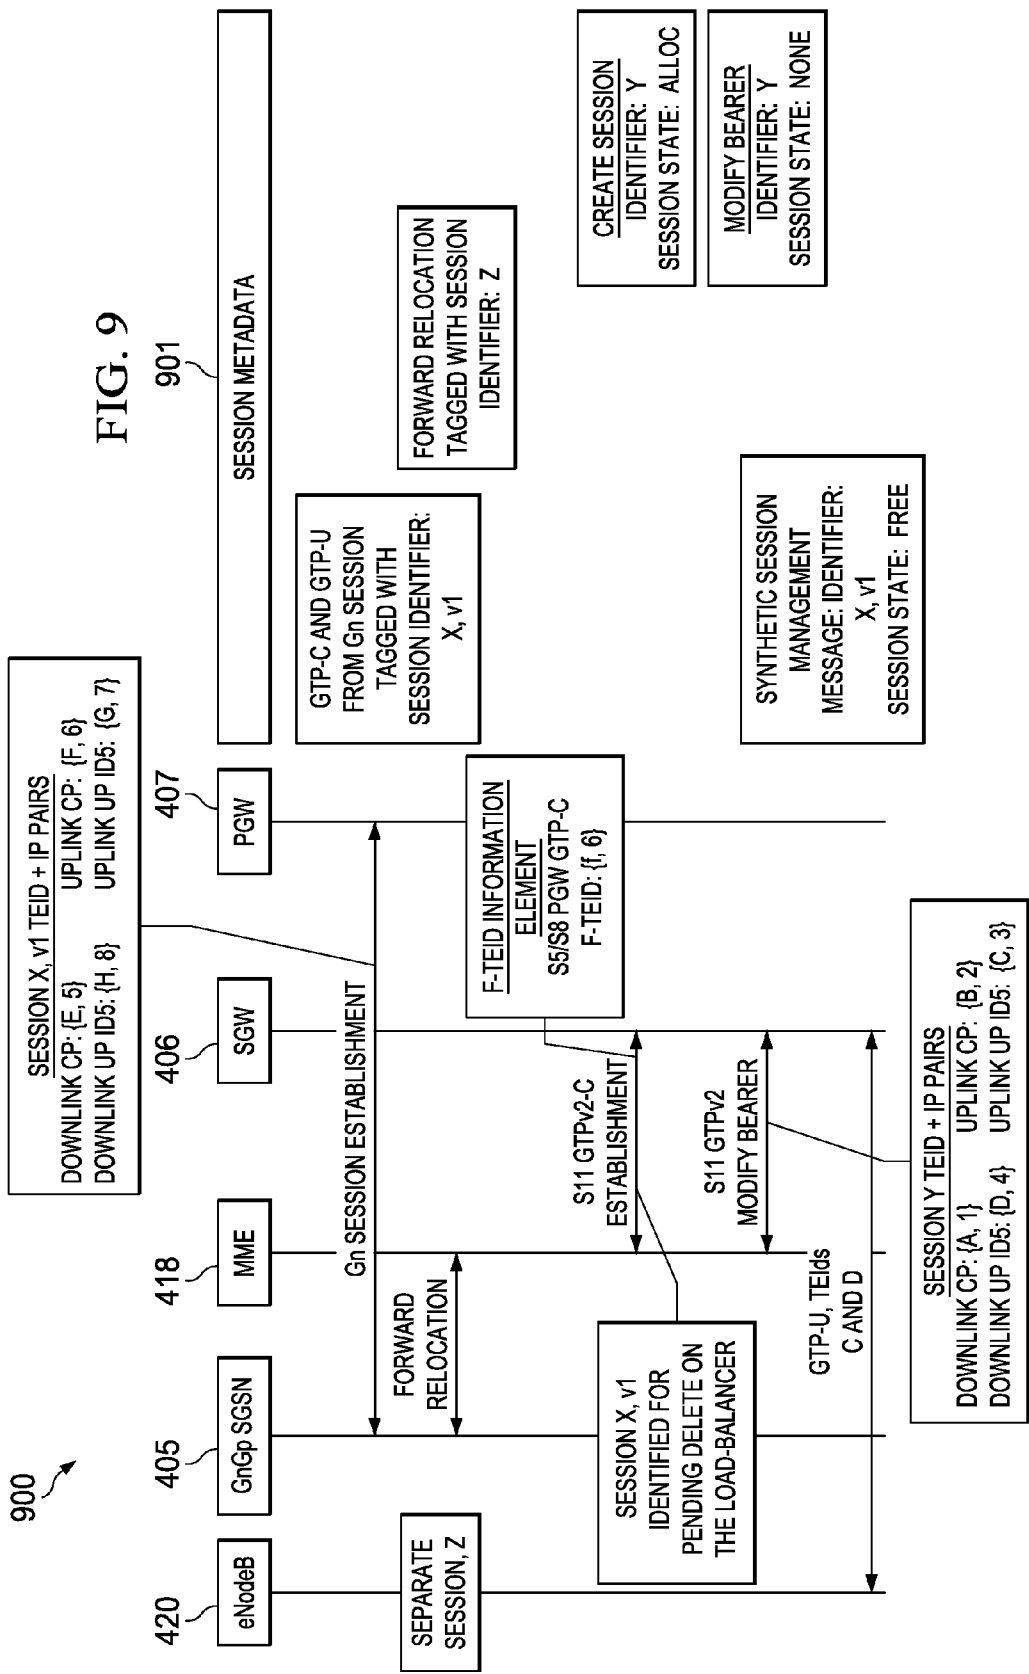 FIG. 9
900
SESSION X, v1 TEID + IP PAIRS
DOWNLINK CP: {E, 5} UPLINK CP: {F, 6}
DOWNLINK UP ID5: {H, 8} UPLINK UP ID5: {G, 7}
420
405
418
406
407
901
eNodeB
GnGp SGSN
MME
SGW
PGW
SESSION METADATA
Gn SESSION ESTABLISHMENT
GTP-C AND GTP-U
FROM Gn SESSION
TAGGED WITH
SESSION IDENTIFIER:
X, v1
SEPARATE
SESSION, Z
FORWARD
RELOCATION
FORWARD RELOCATION
TAGGED WITH SESSION
IDENTIFIER: Z
F-TEID INFORMATION
ELEMENT
S5/S8 PGW GTP-C
F-TEID: {f, 6}
S11 GTPv2-C
ESTABLISHMENT
CREATE SESSION
IDENTIFIER: Y
SESSION STATE: ALLOC
SESSION X, v1
IDENTIFIED FOR
PENDING DELETE ON
THE LOAD-BALANCER
S11 GTPv2
MODIFY BEARER
MODIFY BEARER
IDENTIFIER: Y
SESSION STATE: NONE
SYNTHETIC SESSION
MANAGEMENT
MESSAGE: IDENTIFIER:
X, v1
SESSION STATE: FREE
GTP-U, TEIds
C AND D
SESSION Y TEID + IP PAIRS
DOWNLINK CP: {A, 1} UPLINK CP: {B, 2}
DOWNLINK UP ID5: {D, 4} UPLINK UP ID5: {C, 3}